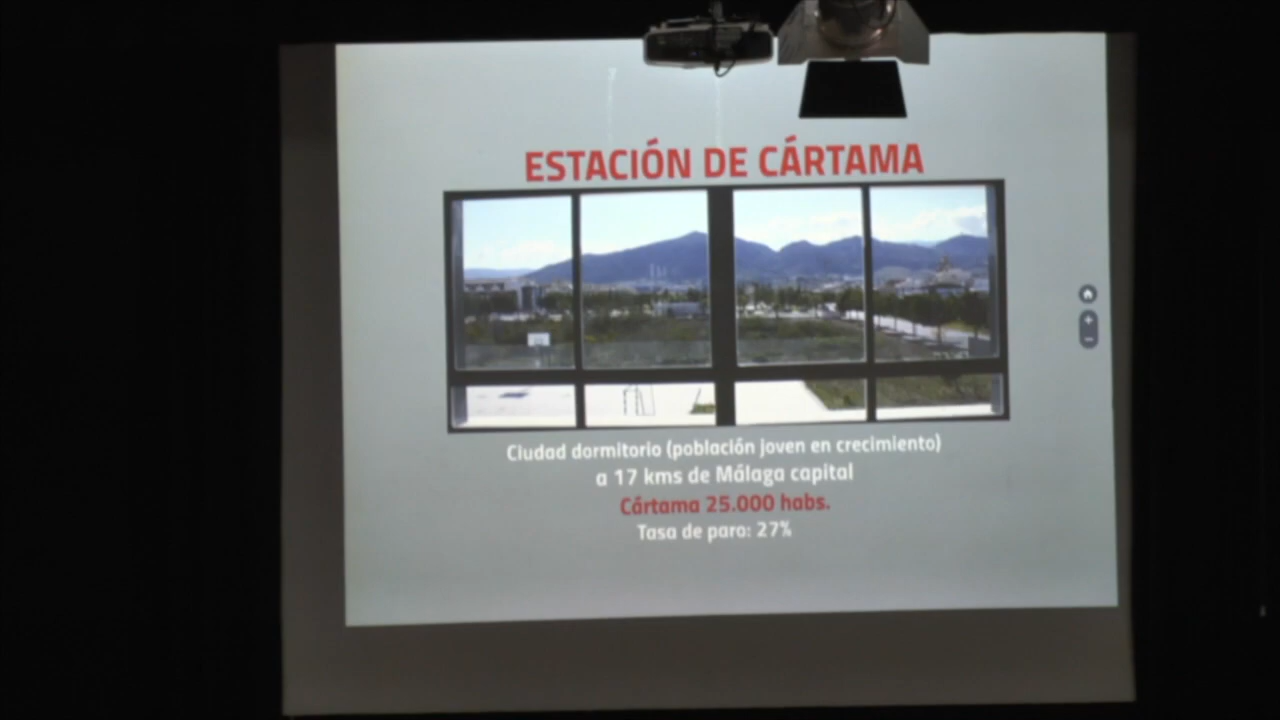 ESTACIÓN DE CÁRTAMA
Ciudad dormitorio (población joven en crecimiento)
a 17 kms de Málaga capital
Cártama 25.000 habs.
Tasa de paro: 27%